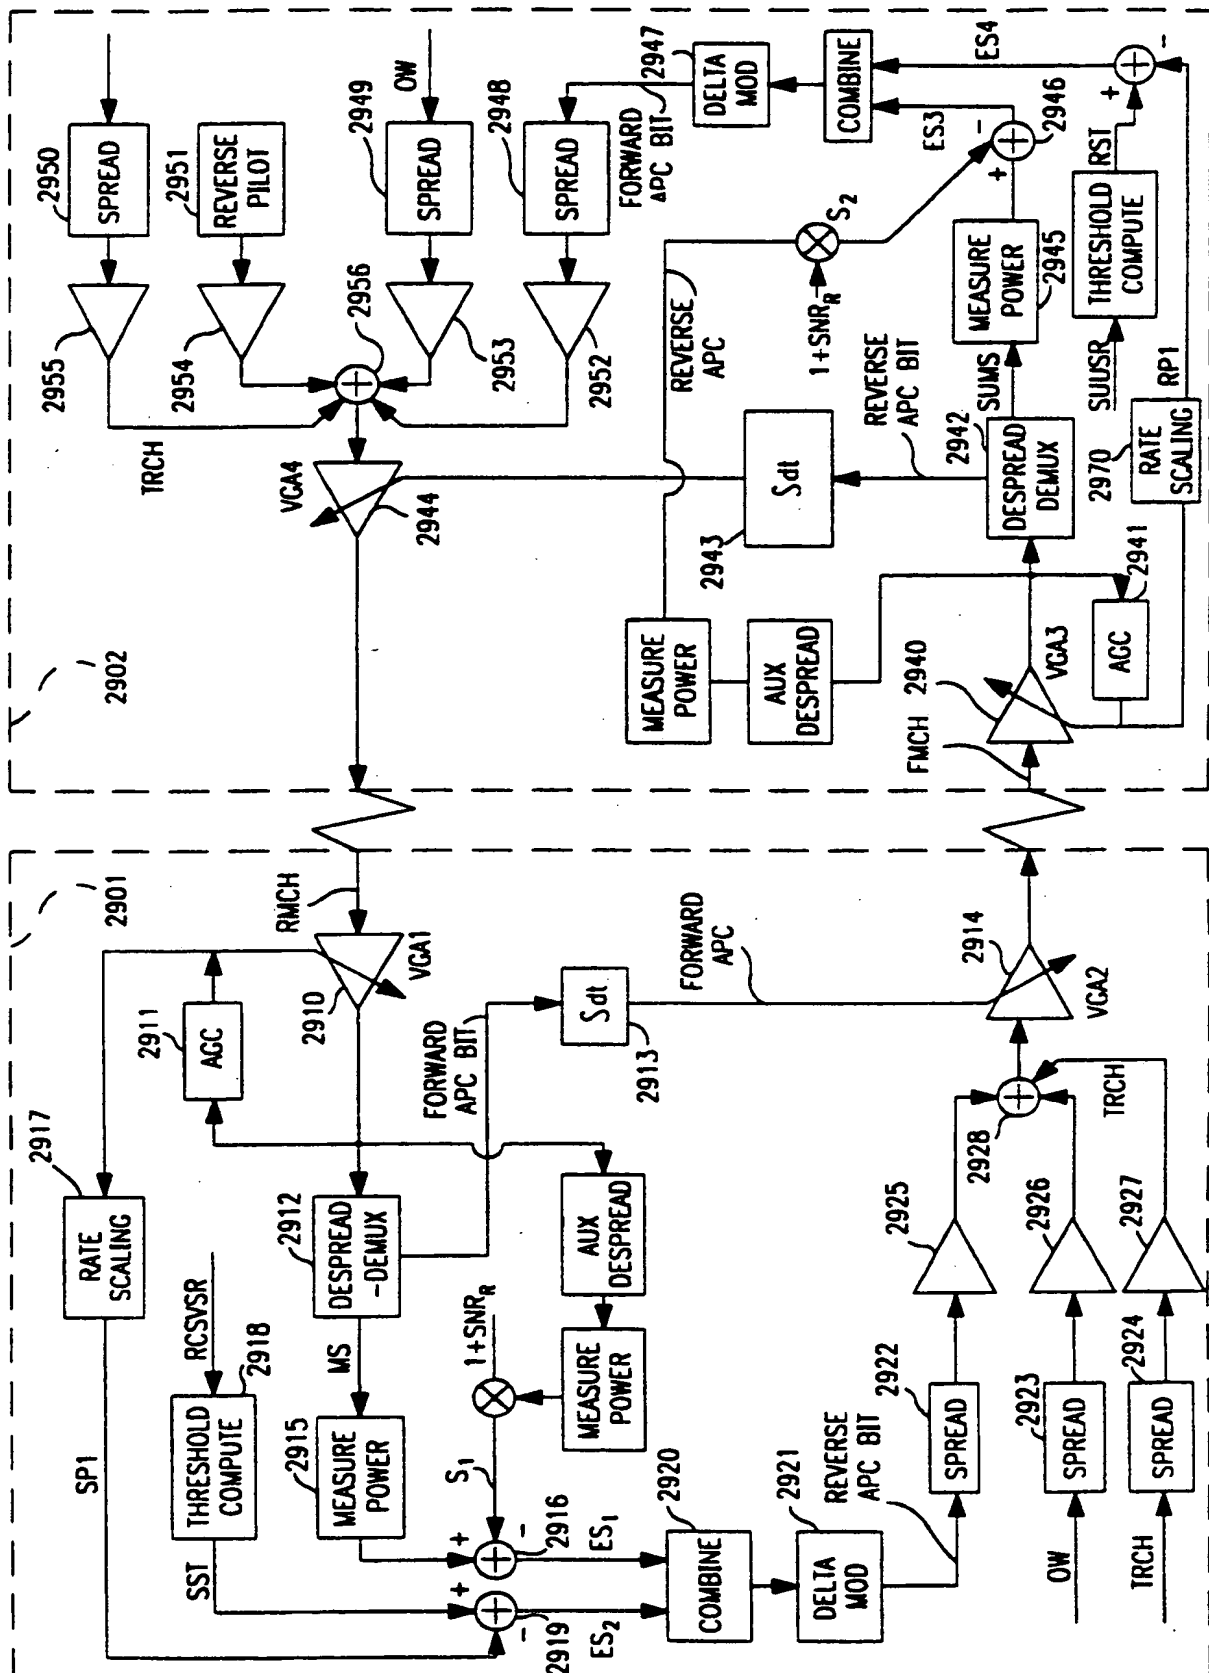 2901
RMCH
VGA1
2910
2911
AGC
2917
RATE
SCALING
SP1
RCSVSR
2918
THRESHOLD
COMPUTE
SST
2912
DESPREAD
-DEMUX
MS
2915
MEASURE
POWER
FORWARD
APC BIT
∫dt
2913
FORWARD
APC
AUX
DESPREAD
MEASURE
POWER
1+SNRR
S1
+
-
2916
ES1
+
-
2919
ES2
2920
COMBINE
2921
DELTA
MOD
REVERSE
APC BIT
2922
SPREAD
2923
SPREAD
2924
SPREAD
OW
TRCH
2925
2926
2927
2928
TRCH
2914
VGA2
2902
2950
SPREAD
2951
REVERSE
PILOT
2949
SPREAD
OW
2948
SPREAD
FORWARD
APC BIT
2947
DELTA
MOD
COMBINE
2955
2954
2956
2953
2952
TRCH
VGA4
2944
REVERSE
APC
1+SNRR
S2
ES3
ES4
-
+
2946
MEASURE
POWER
2945
SUMS
RST
+
-
THRESHOLD
COMPUTE
SUUSR
RP1
2970
RATE
SCALING
∫dt
2943
REVERSE
APC BIT
2942
DESPREAD
DEMUX
2941
AGC
MEASURE
POWER
AUX
DESPREAD
VGA3
2940
FMCH